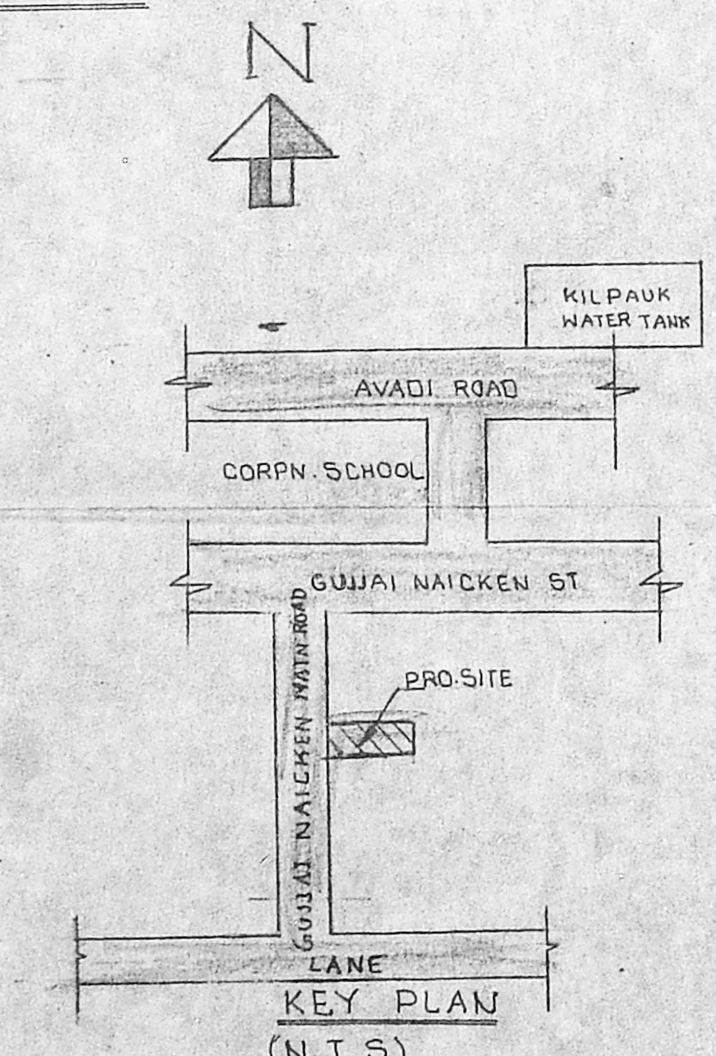 N
KILPAUK
WATER TANK
AVADI ROAD
CORPN. SCHOOL
GUJJAI NAICKEN ST
GUJJAI NAICKEN MAIN ROAD
PRO.SITE
LANE
KEY PLAN
(N.T.S)